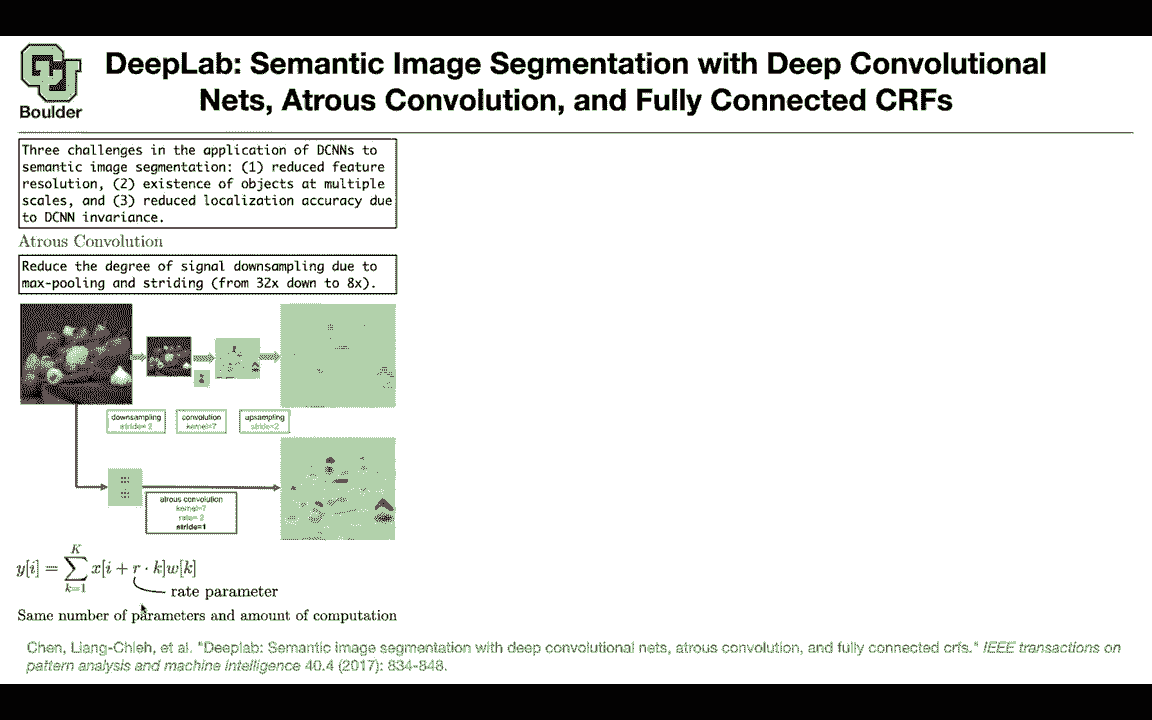 DeepLab: Semantic Image Segmentation with Deep Convolutional
Nets, Atrous Convolution, and Fully Connected CRFs
CU
Boulder
Three challenges in the application of DCNNs to
semantic image segmentation: (1) reduced feature
resolution, (2) existence of objects at multiple
scales, and (3) reduced localization accuracy due
to DCNN invariance.
Atrous Convolution
Reduce the degree of signal downsampling due to
max-pooling and striding (from 32x down to 8x).
downsampling
stride=2
convolution
kernel=7
upsampling
stride=2
atrous convolution
kernel=7
rate=2
stride=1
y[i] = ∑_{k=1}^{K} x[i + r · k]w[k]
rate parameter
Same number of parameters and amount of computation
Chen, Liang-Chieh, et al. "Deeplab: Semantic image segmentation with deep convolutional nets, atrous convolution, and fully connected crfs." IEEE transactions on
pattern analysis and machine intelligence 40.4 (2017): 834-848.